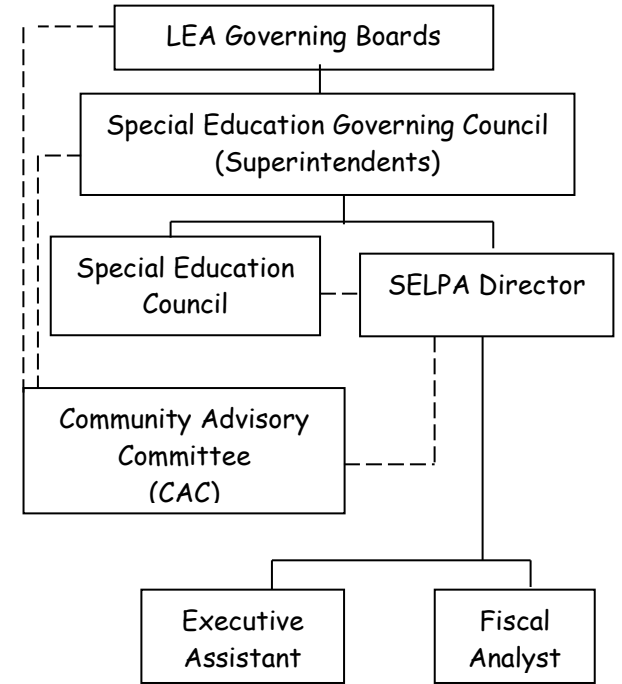 LEA Governing Boards
Special Education Governing Council
(Superintendents)
Special Education
Council
SELPA Director
Community Advisory
Committee
(CAC)
Executive
Assistant
Fiscal
Analyst